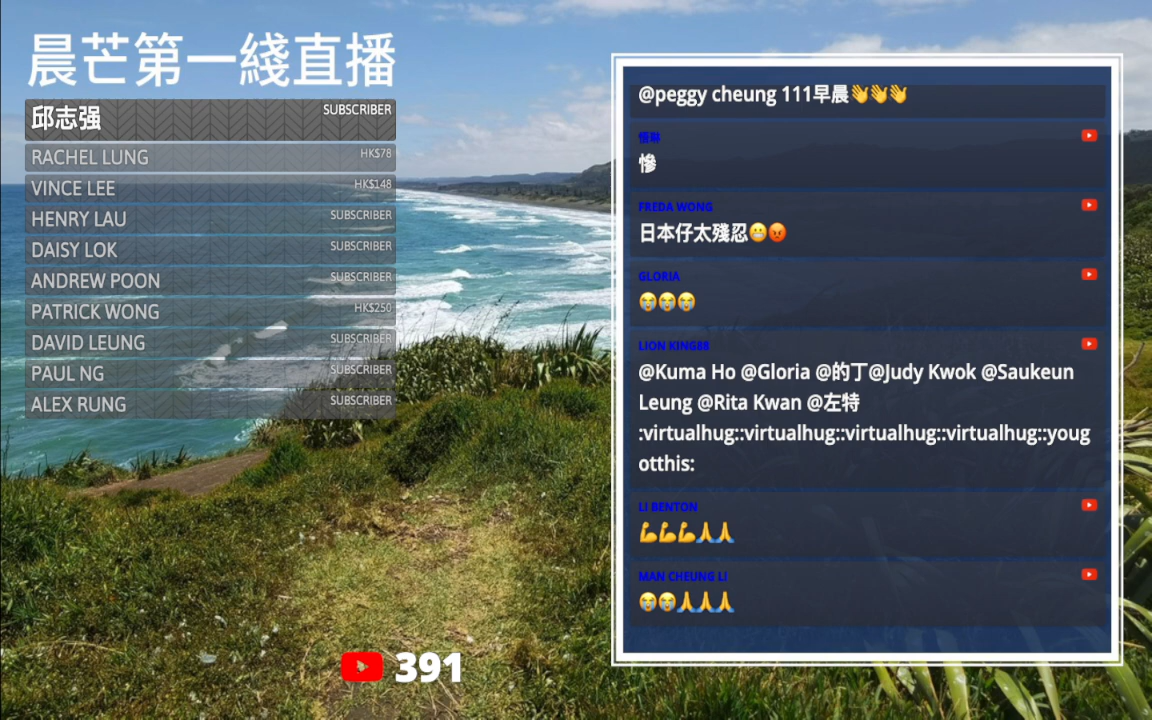 晨芒第一綫直播
邱志强 SUBSCRIBER
RACHEL LUNG HK$78
VINCE LEE HK$148
HENRY LAU SUBSCRIBER
DAISY LOK SUBSCRIBER
ANDREW POON SUBSCRIBER
PATRICK WONG HK$250
DAVID LEUNG SUBSCRIBER
PAUL NG SUBSCRIBER
ALEX RUNG SUBSCRIBER
391
@peggy cheung 111早晨👋👋👋
慘
FREDA WONG
日本仔太殘忍😬😡
GLORIA
😭😭😭
LION KING88
@Kuma Ho @Gloria @的丁@Judy Kwok @Saukeun
Leung @Rita Kwan @左特
:virtualhug::virtualhug::virtualhug::virtualhug::youg
otthis:
LI BENTON
💪💪💪🙏🙏
MAN CHEUNG LI
😭😭🙏🙏🙏